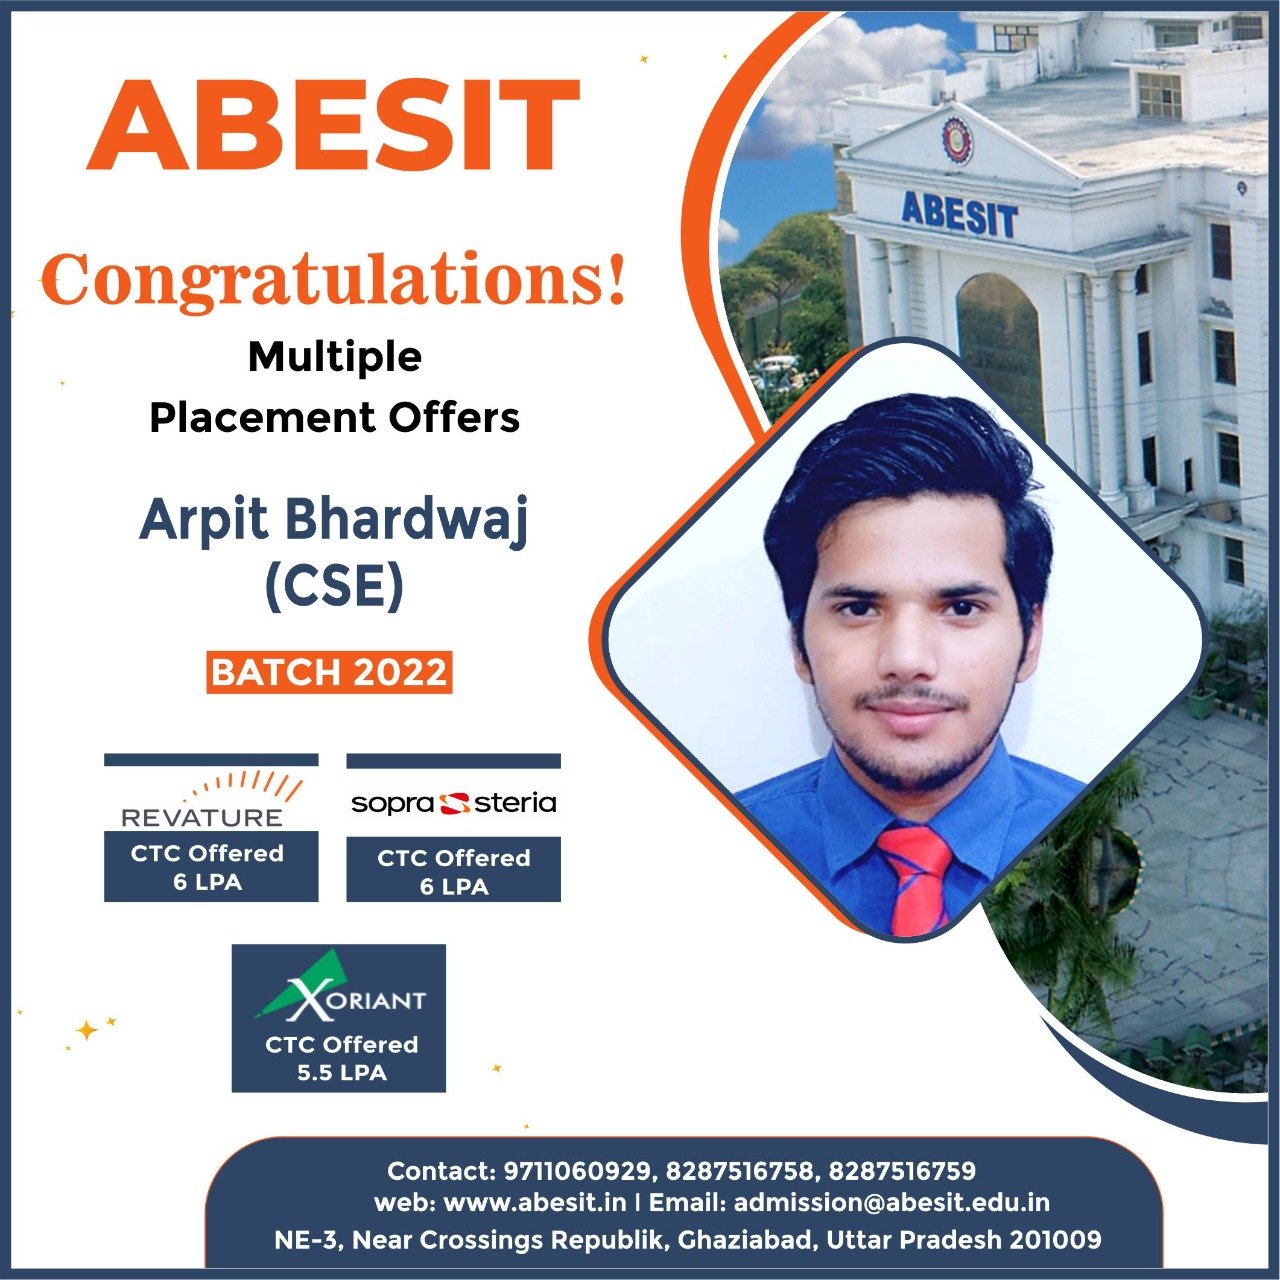 ABESIT
Congratulations!
Multiple
Placement Offers
Arpit Bhardwaj
(CSE)
BATCH 2022
REVATURE
CTC Offered
6 LPA
sopra steria
CTC Offered
6 LPA
XORIANT
CTC Offered
5.5 LPA
ABESIT
Contact: 9711060929, 8287516758, 8287516759
web: www.abesit.in | Email: admission@abesit.edu.in
NE-3, Near Crossings Republik, Ghaziabad, Uttar Pradesh 201009